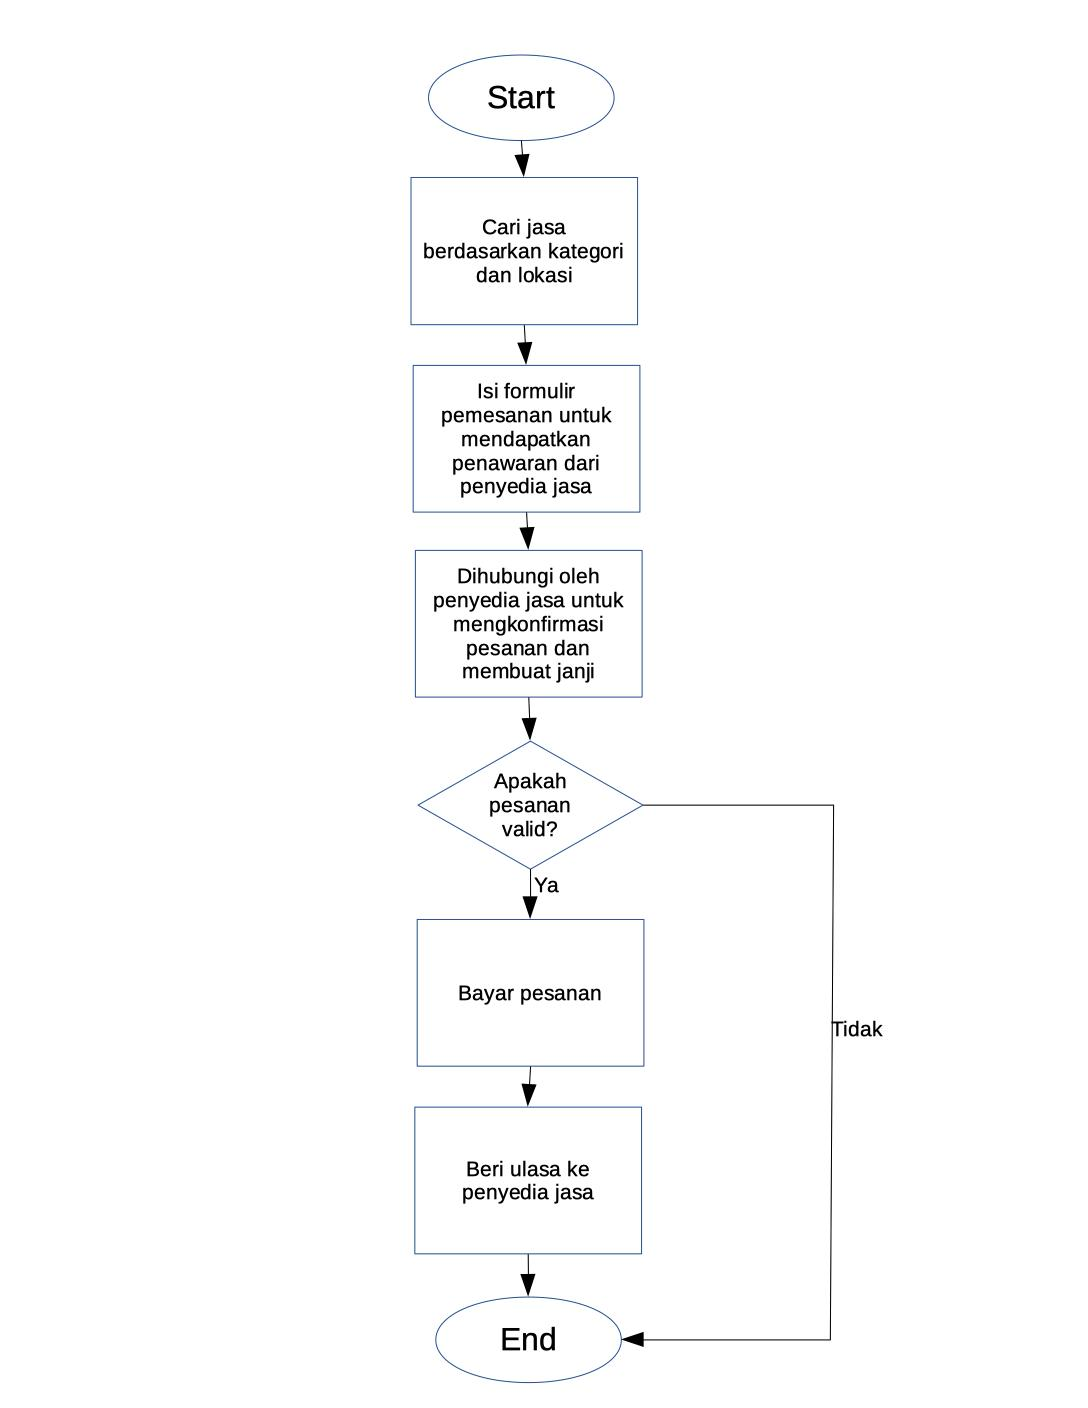 Start
Cari jasa
berdasarkan kategori
dan lokasi
Isi formulir
pemesanan untuk
mendapatkan
penawaran dari
penyedia jasa
Dihubungi oleh
penyedia jasa untuk
mengkonfirmasi
pesanan dan
membuat janji
Apakah
pesanan
valid?
Ya
Bayar pesanan
Tidak
Beri ulasa ke
penyedia jasa
End